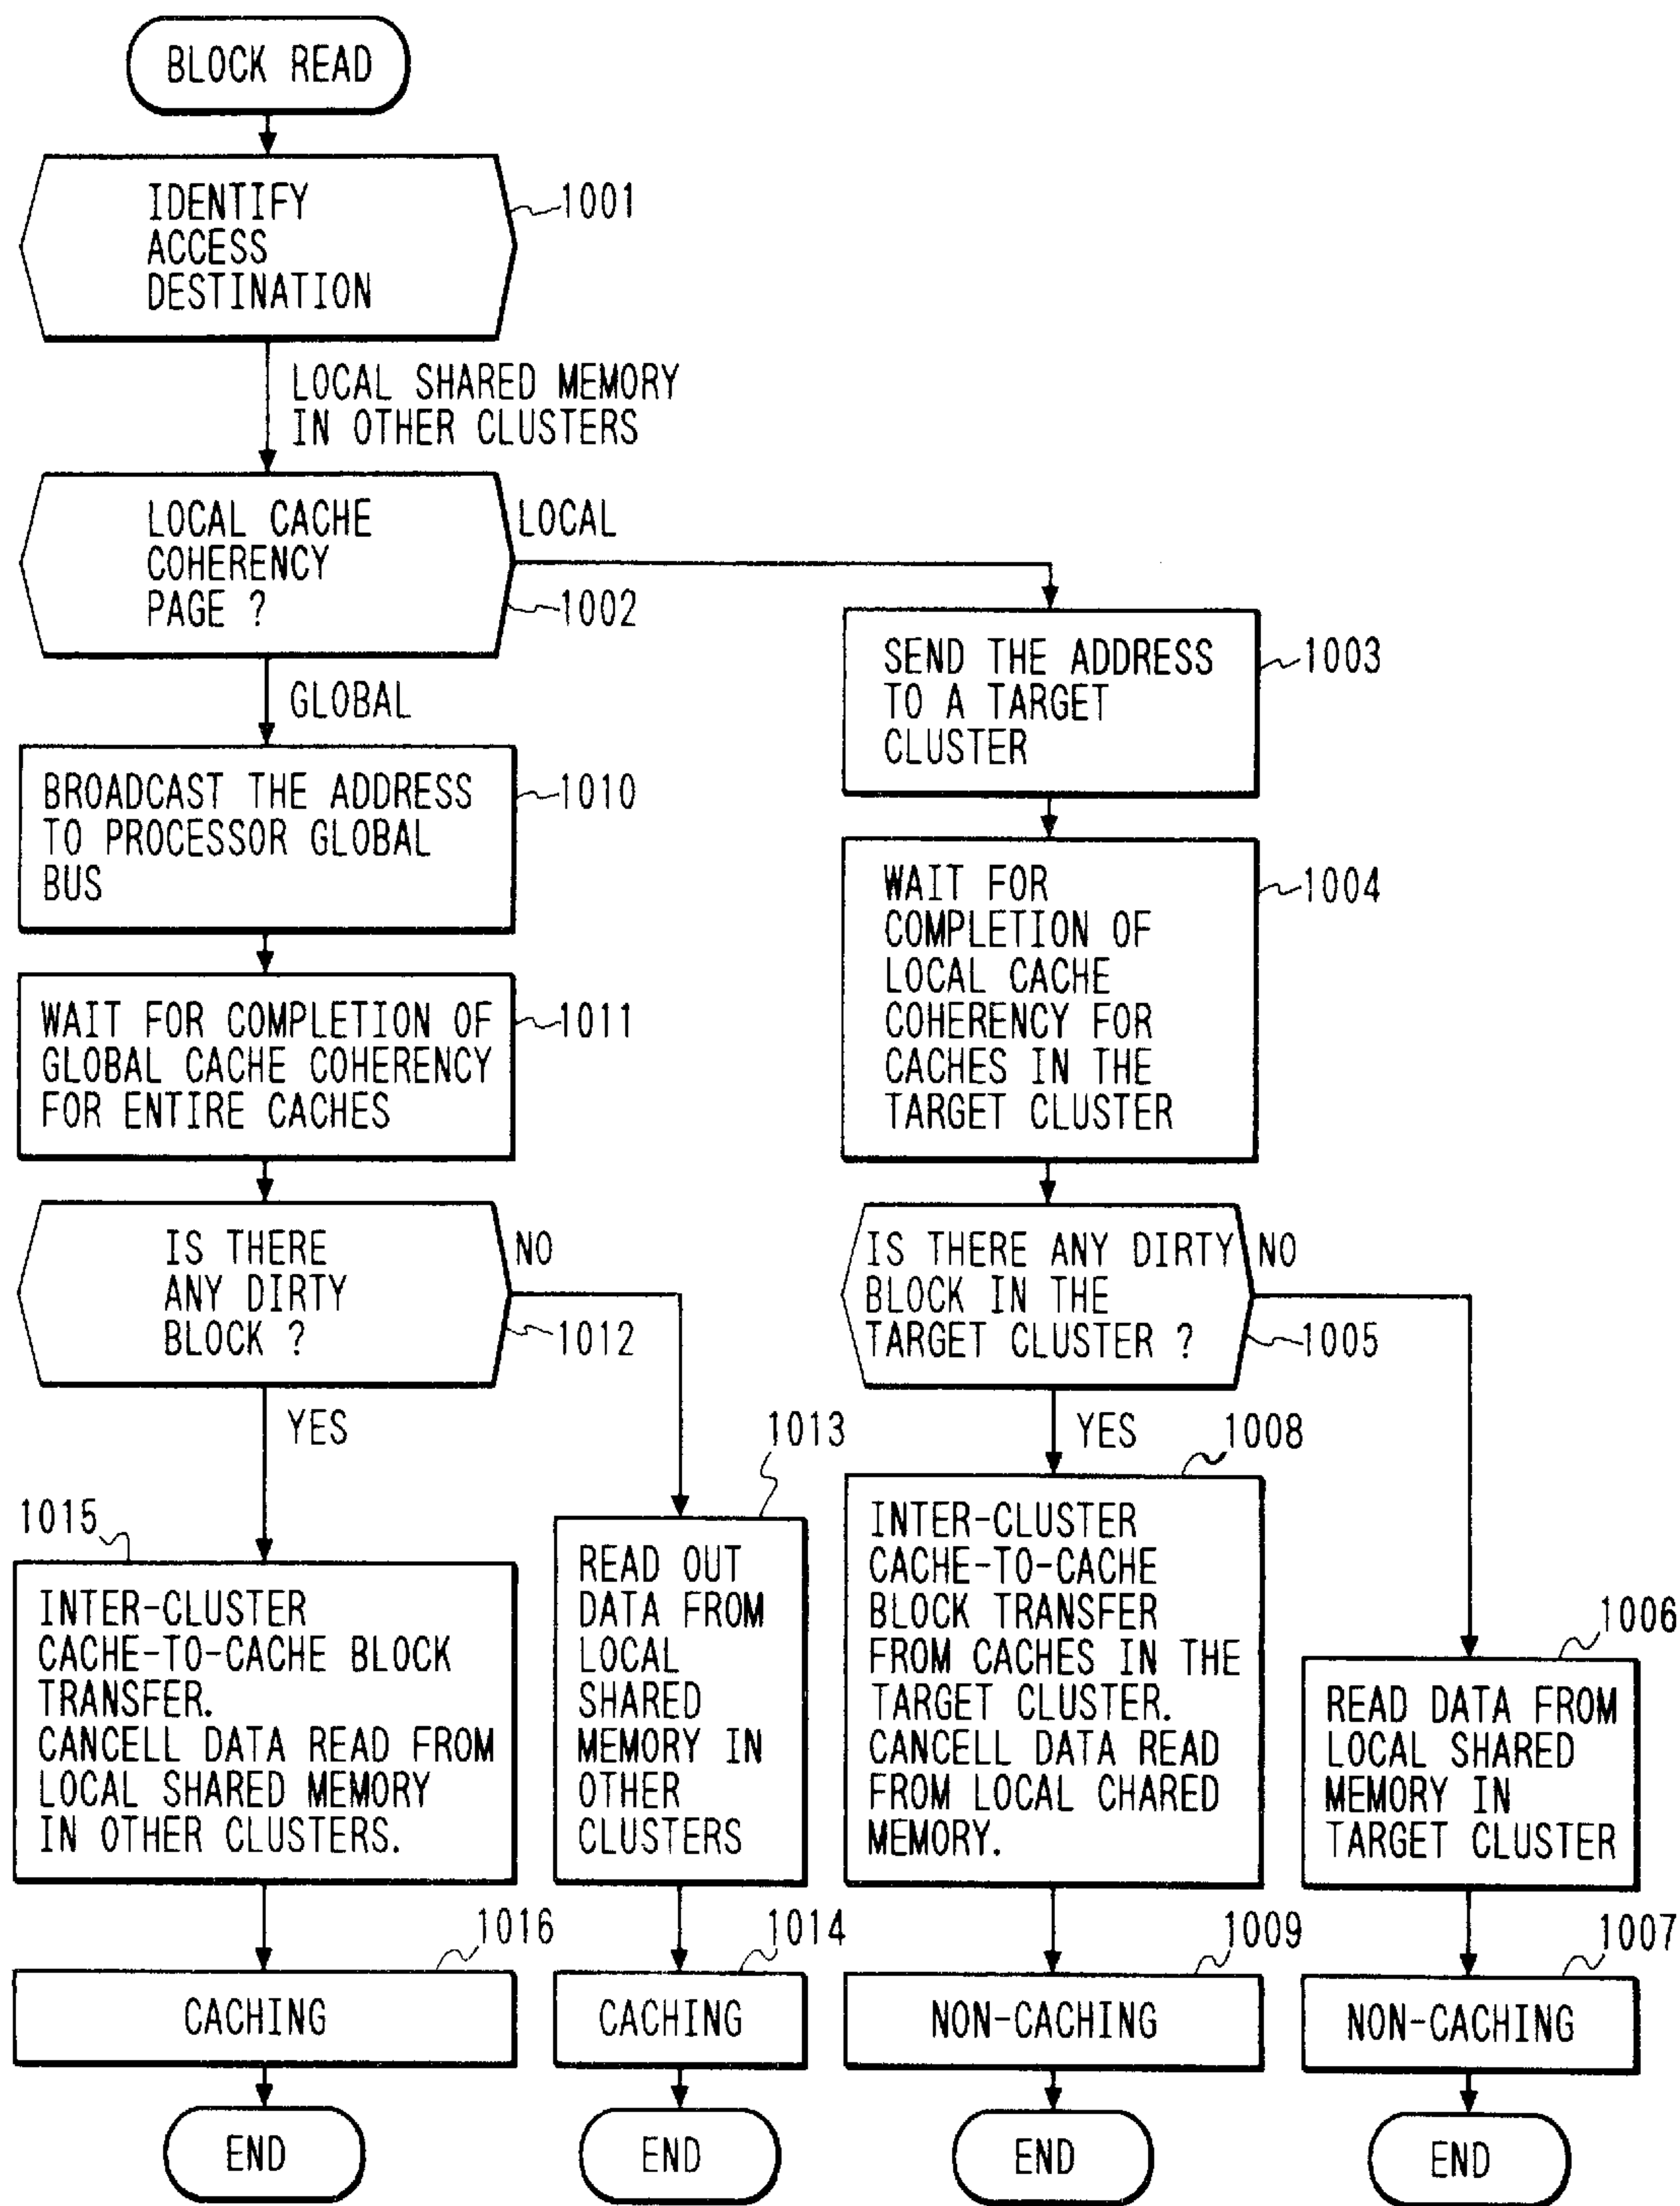 BLOCK READ
IDENTIFY
ACCESS
DESTINATION
1001
LOCAL SHARED MEMORY
IN OTHER CLUSTERS
LOCAL CACHE
COHERENCY
PAGE ?
LOCAL
1002
GLOBAL
SEND THE ADDRESS
TO A TARGET
CLUSTER
1003
BROADCAST THE ADDRESS
TO PROCESSOR GLOBAL
BUS
1010
WAIT FOR
COMPLETION OF
LOCAL CACHE
COHERENCY FOR
CACHES IN THE
TARGET CLUSTER
1004
WAIT FOR COMPLETION OF
GLOBAL CACHE COHERENCY
FOR ENTIRE CACHES
1011
IS THERE
ANY DIRTY
BLOCK ?
NO
1012
YES
IS THERE ANY DIRTY
BLOCK IN THE
TARGET CLUSTER ?
NO
1005
YES
1015
INTER-CLUSTER
CACHE-TO-CACHE BLOCK
TRANSFER.
CANCELL DATA READ FROM
LOCAL SHARED MEMORY
IN OTHER CLUSTERS.
1013
READ OUT
DATA FROM
LOCAL
SHARED
MEMORY IN
OTHER
CLUSTERS
1008
INTER-CLUSTER
CACHE-TO-CACHE
BLOCK TRANSFER
FROM CACHES IN THE
TARGET CLUSTER.
CANCELL DATA READ
FROM LOCAL CHARED
MEMORY.
1006
READ DATA FROM
LOCAL SHARED
MEMORY IN
TARGET CLUSTER
1016
CACHING
1014
CACHING
1009
NON-CACHING
1007
NON-CACHING
END
END
END
END